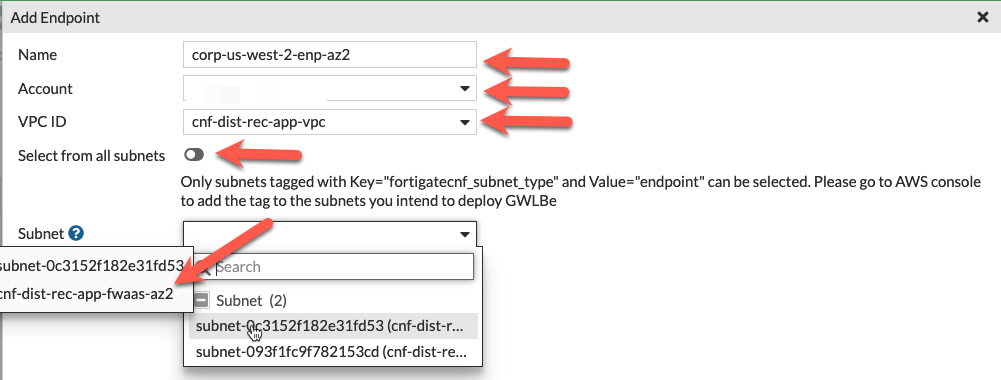 Add Endpoint
Name corp-us-west-2-enp-az2
Account
VPC ID cnf-dist-rec-app-vpc
Select from all subnets
Only subnets tagged with Key="fortigatecnf_subnet_type" and Value="endpoint" can be selected. Please go to AWS console
to add the tag to the subnets you intend to deploy GWLBe
Subnet
subnet-0c3152f182e31fd53
Search
cnf-dist-rec-app-fwaas-az2
Subnet (2)
subnet-0c3152f182e31fd53 (cnf-dist-r...
subnet-093f1fc9f782153cd (cnf-dist-re...